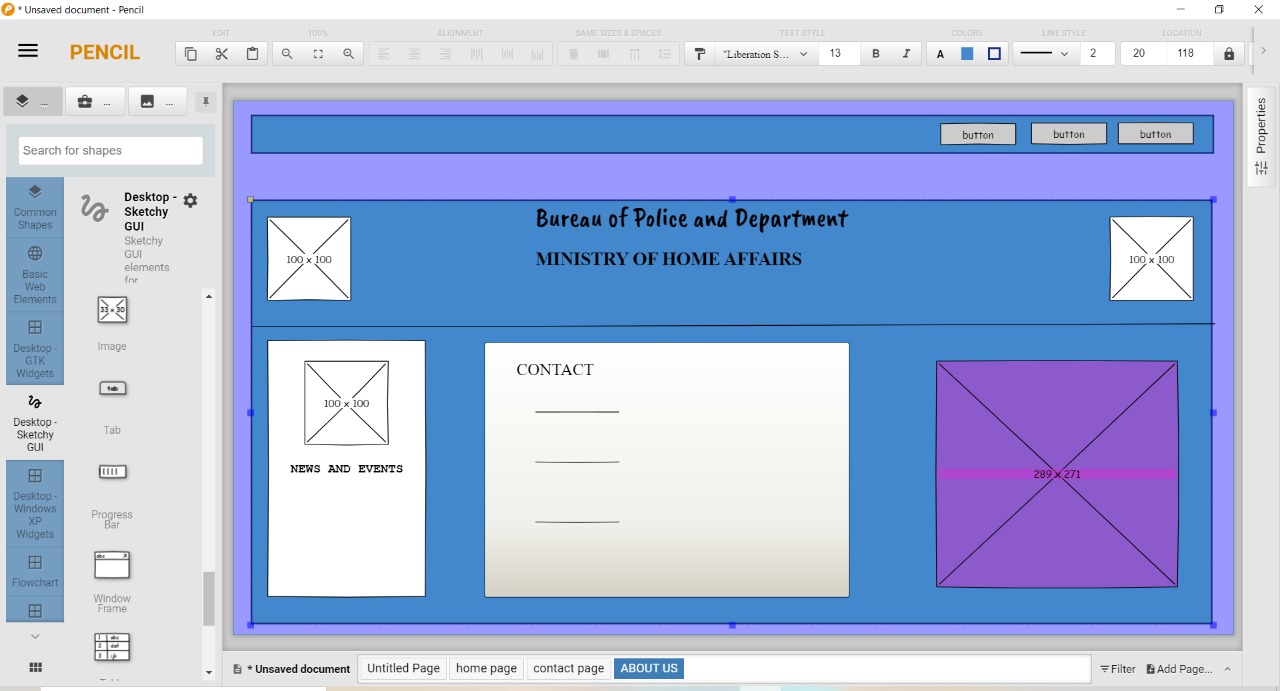 * Unsaved document - Pencil
PENCIL
EDIT
100%
ALIGNMENT
SAME SIZES & SPACES
TEXT STYLE
COLORS
LINE STYLE
LOCATION
"Liberation S...
13
B
I
A
2
20
118
...
...
...
Search for shapes
Common
Shapes
Basic
Web
Elements
Desktop -
GTK
Widgets
Desktop -
Sketchy
GUI
Desktop -
Windows
XP
Widgets
Flowchart
Desktop -
Sketchy
GUI
Sketchy
GUI
elements
for
33 x 30
Image
tab
Tab
Progress
Bar
abc X
Window
Frame
1 abc
2 def
3 ijk
button
button
button
100 x 100
Bureau of Police and Department
MINISTRY OF HOME AFFAIRS
100 x 100
100 x 100
NEWS AND EVENTS
CONTACT
289 x 271
Properties
* Unsaved document
Untitled Page
home page
contact page
ABOUT US
Filter
Add Page...